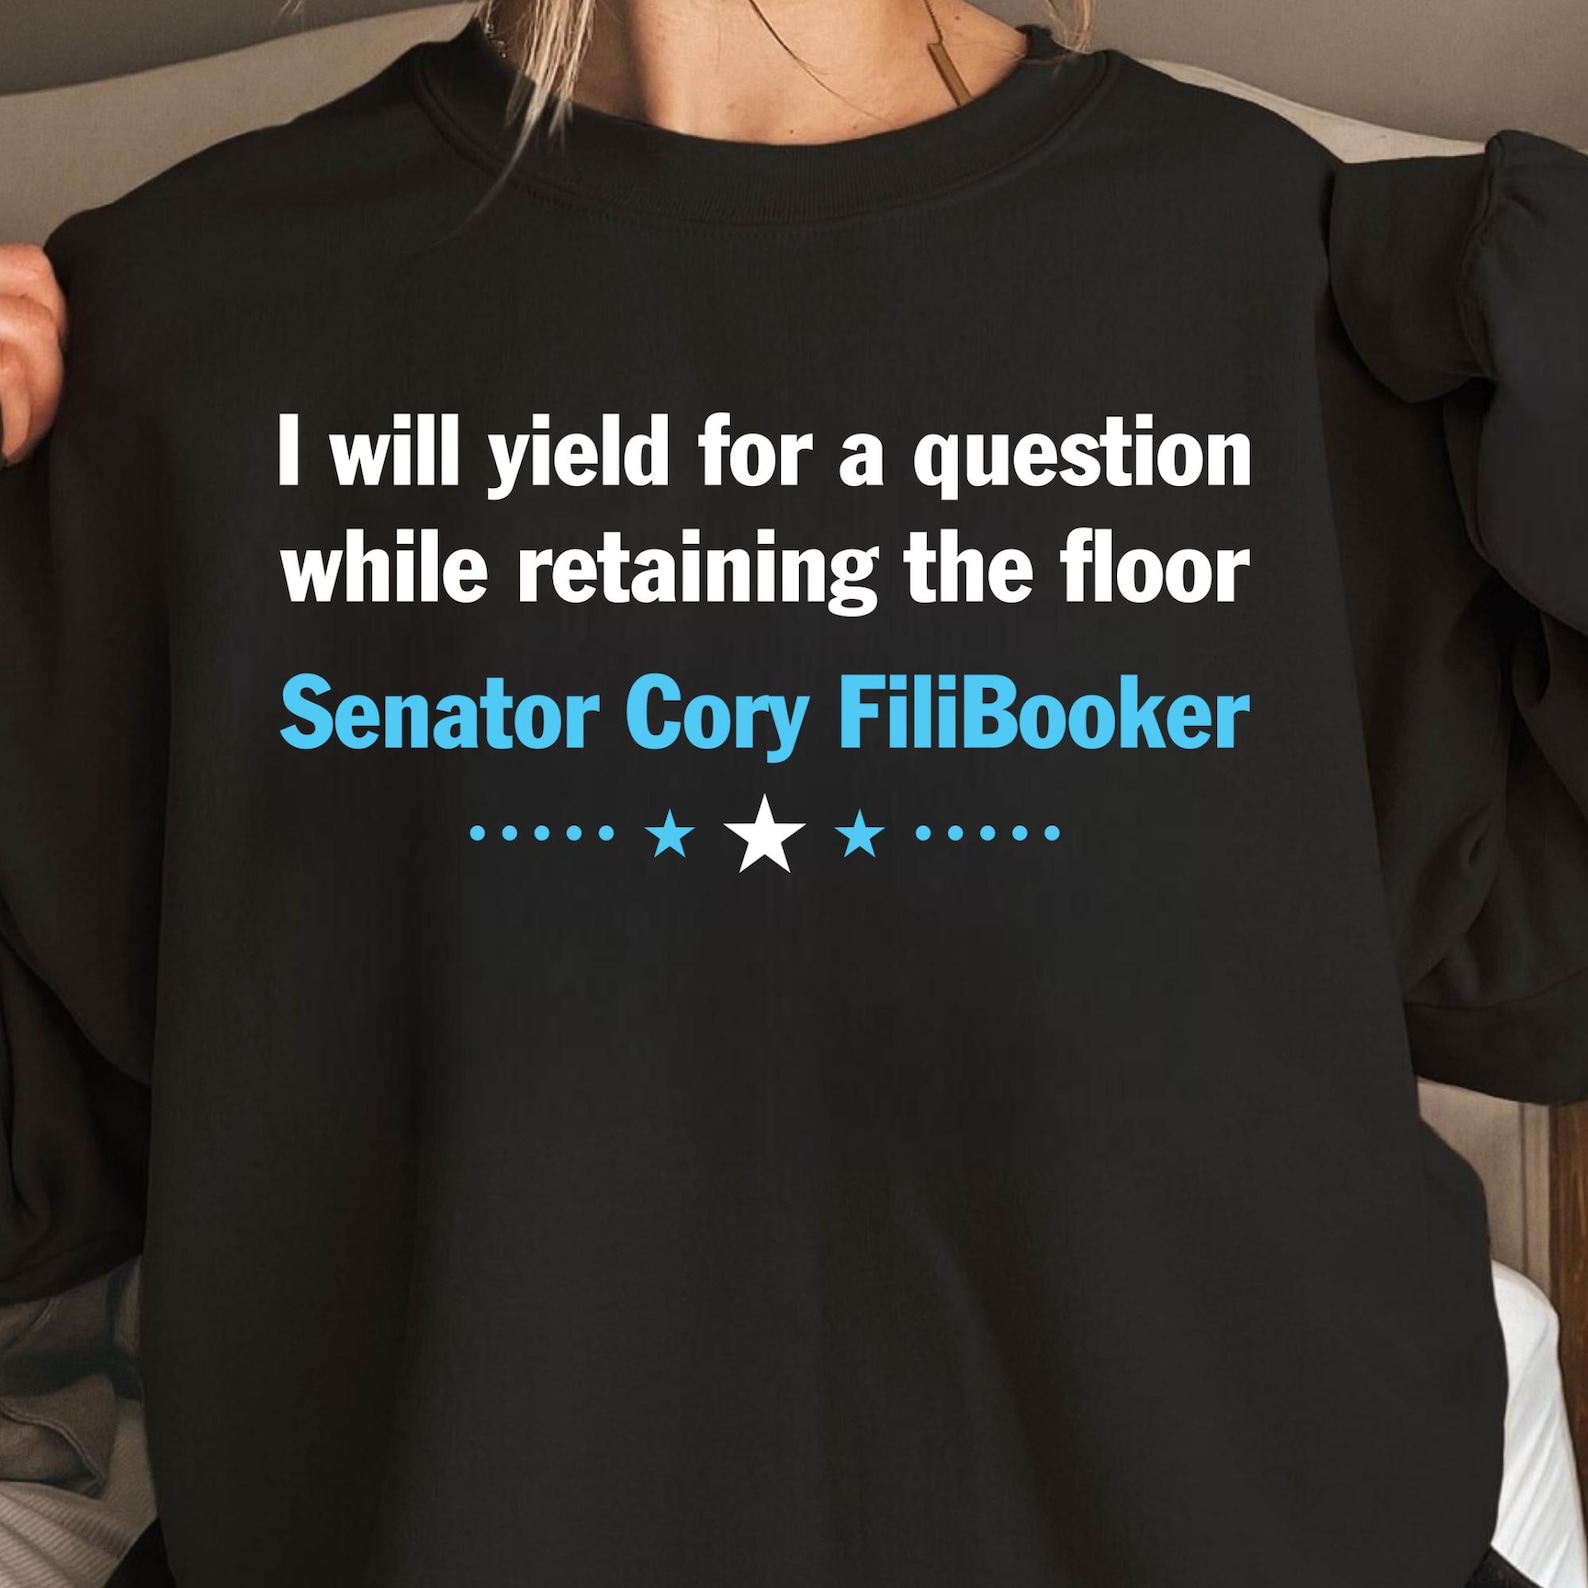 I will yield for a question
while retaining the floor
Senator Cory FiliBooker